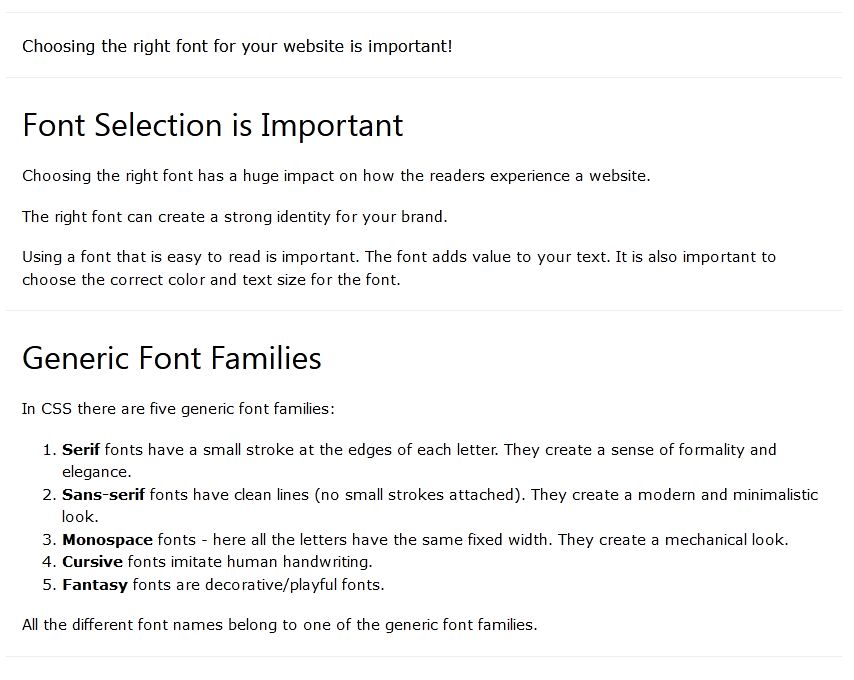 Choosing the right font for your website is important!
Font Selection is Important
Choosing the right font has a huge impact on how the readers experience a website.
The right font can create a strong identity for your brand.
Using a font that is easy to read is important. The font adds value to your text. It is also important to
choose the correct color and text size for the font.
Generic Font Families
In CSS there are five generic font families:
1. Serif fonts have a small stroke at the edges of each letter. They create a sense of formality and
elegance.
2. Sans-serif fonts have clean lines (no small strokes attached). They create a modern and minimalistic
look.
3. Monospace fonts - here all the letters have the same fixed width. They create a mechanical look.
4. Cursive fonts imitate human handwriting.
5. Fantasy fonts are decorative/playful fonts.
All the different font names belong to one of the generic font families.